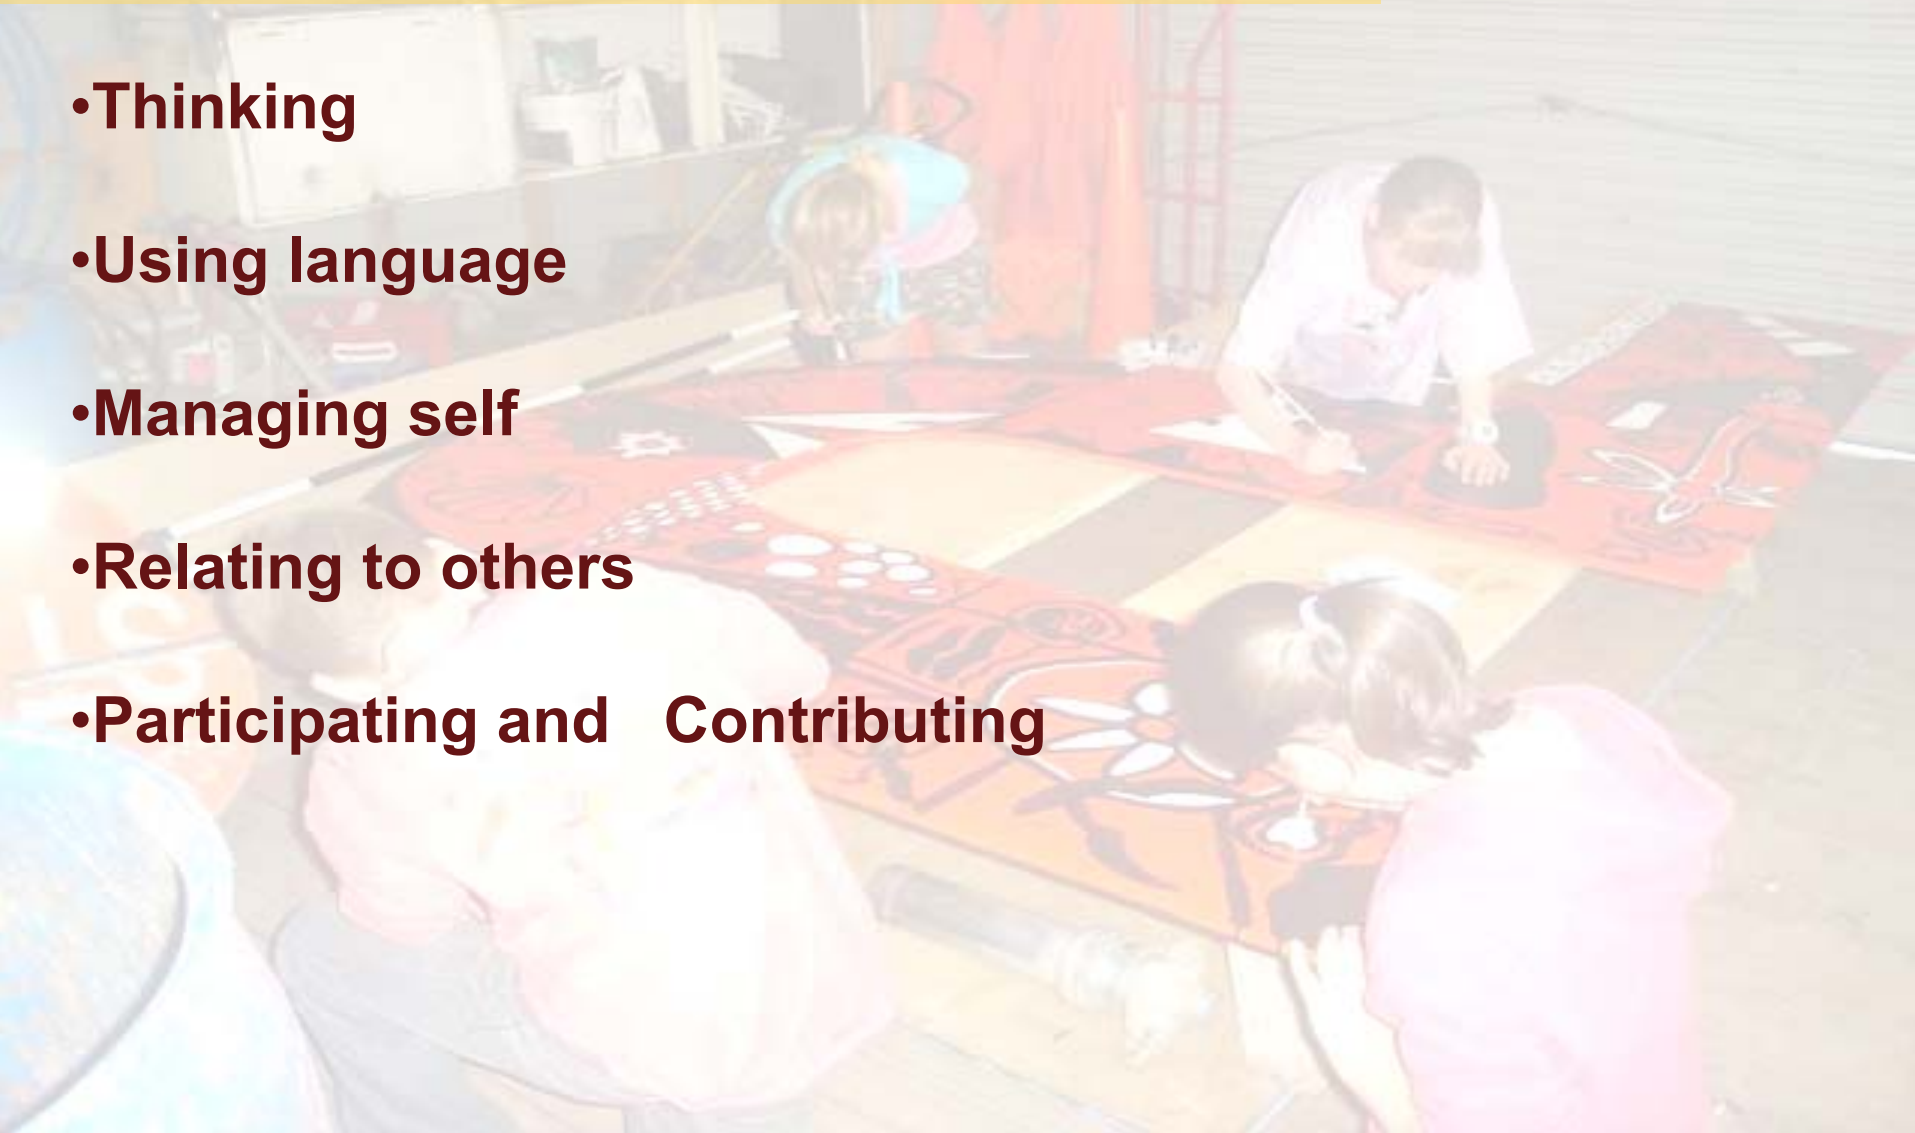 •Thinking
•Using language
•Managing self
•Relating to others
•Participating and   Contributing